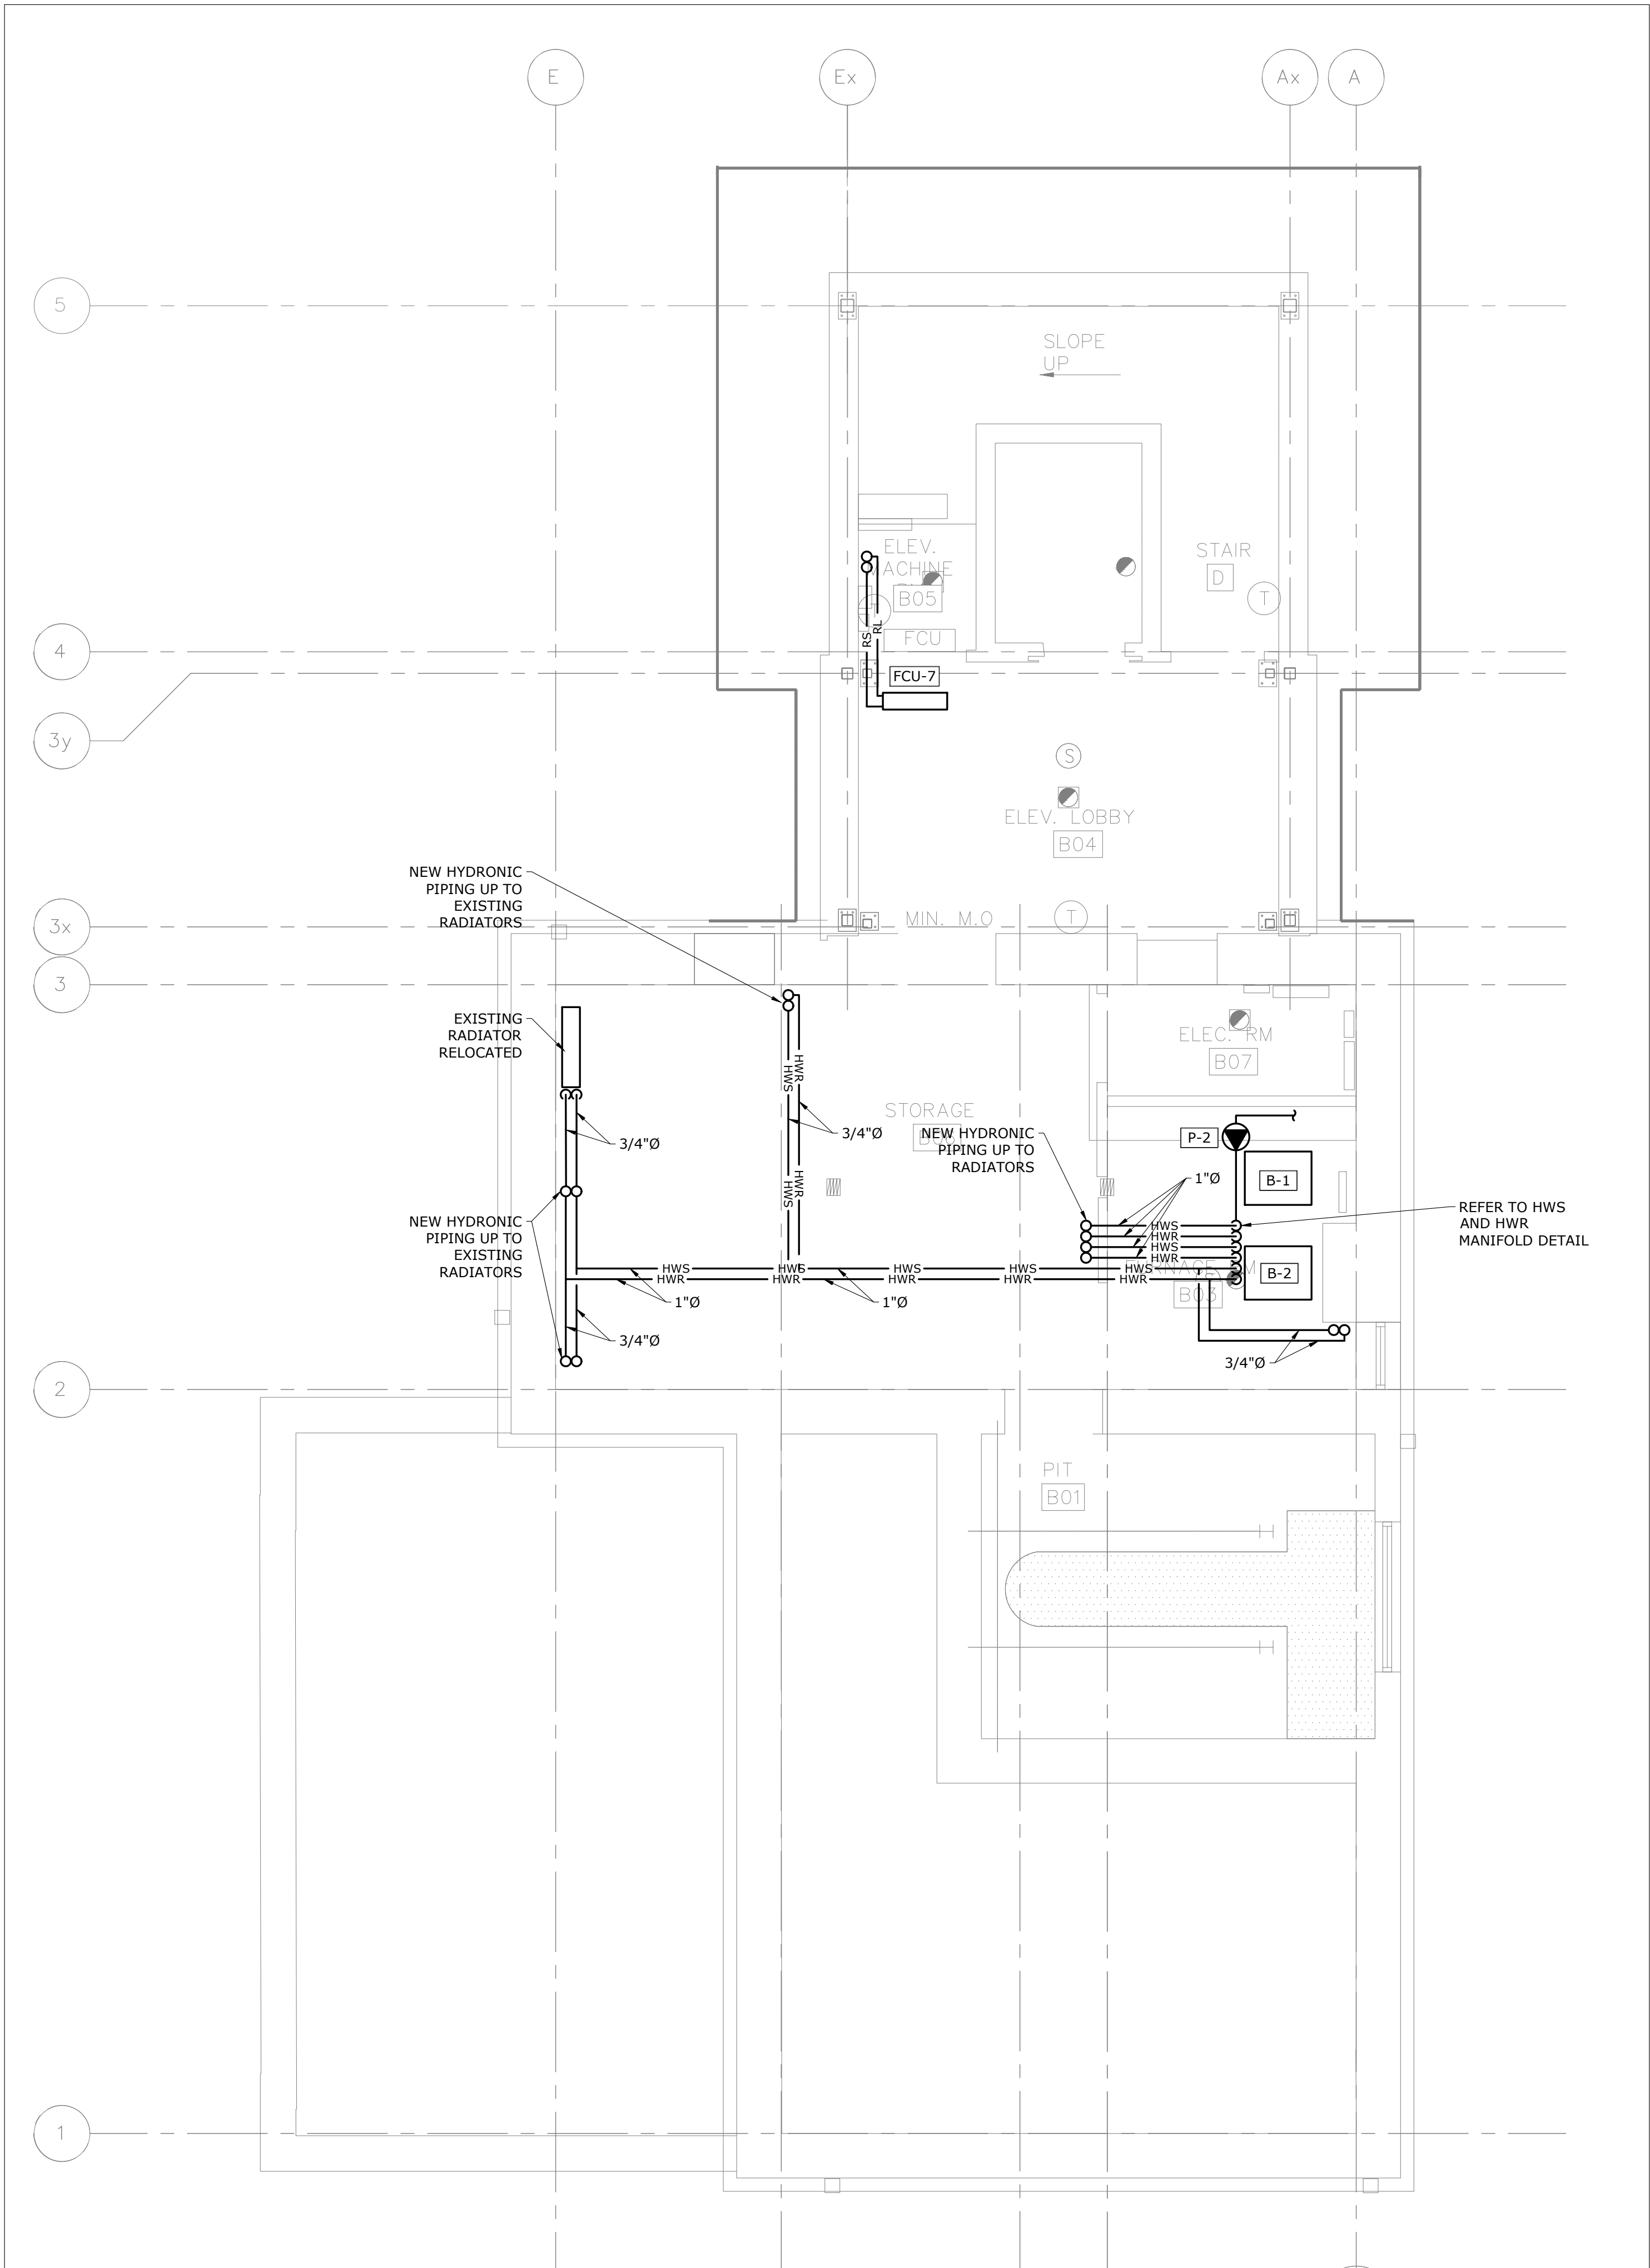 E
Ex
Ax
A
5
SLOPE
UP
ELEV.
MACHINE
B05
STAIR
D
T
T
RS
RL
FCU
4
FCU-7
3y
S
ELEV. LOBBY
B04
NEW HYDRONIC
PIPING UP TO
EXISTING
RADIATORS
MIN. M.O
T
3x
3
EXISTING
RADIATOR
RELOCATED
ELEC. RM
B07
HWS
HWR
STORAGE
3/4"Ø
3/4"Ø
NEW HYDRONIC
PIPING UP TO
RADIATORS
P-2
B-1
1"Ø
HWS
HWR
REFER TO HWS
AND HWR
MANIFOLD DETAIL
NEW HYDRONIC
PIPING UP TO
EXISTING
RADIATORS
HWS
HWR
HWS
HWR
HWS
HWS
HWS
HWS
HWS
HWR
HWR
HWR
HWR
HWR
B-2
B03
1"Ø
1"Ø
3/4"Ø
3/4"Ø
2
PIT
B01
1